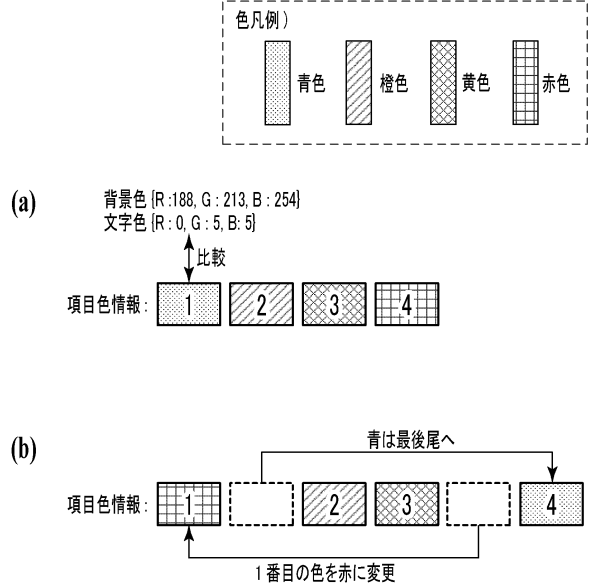 色凡例)
青色 橙色 黄色 赤色
(a)
背景色{R:188, G:213, B:254}
文字色{R:0, G:5, B:5}
比較
項目色情報: 1 2 3 4
(b)
青は最後尾へ
項目色情報: 1 2 3 4
1番目の色を赤に変更